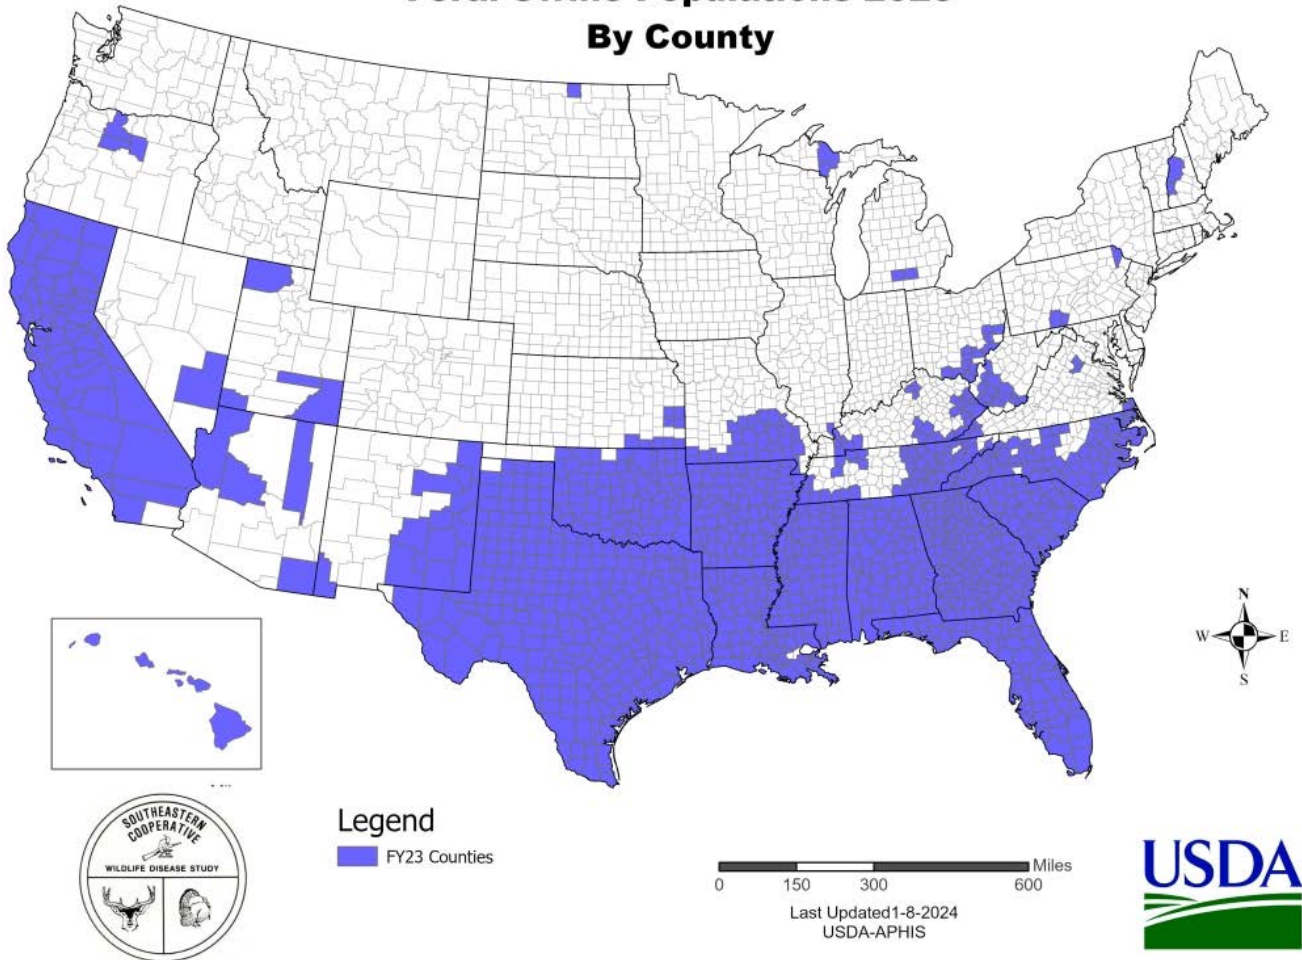 By County
N
W E
S
SOUTHEASTERN
COOPERATIVE
WILDLIFE DISEASE STUDY
Legend
FY23 Counties
Miles
0 150 300 600
Last Updated1-8-2024
USDA-APHIS
USDA